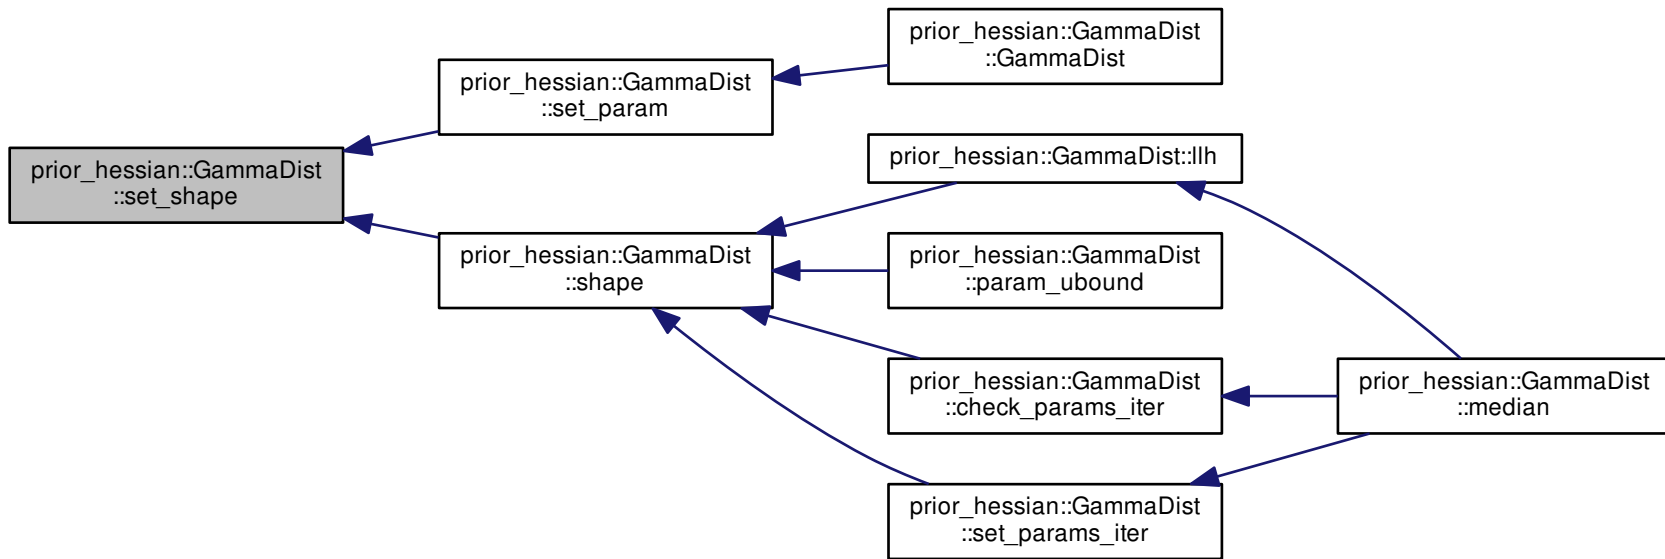 prior_hessian::GammaDist
::set_shape
prior_hessian::GammaDist
::set_param
prior_hessian::GammaDist
::shape
prior_hessian::GammaDist
::GammaDist
prior_hessian::GammaDist::llh
prior_hessian::GammaDist
::param_ubound
prior_hessian::GammaDist
::check_params_iter
prior_hessian::GammaDist
::set_params_iter
prior_hessian::GammaDist
::median